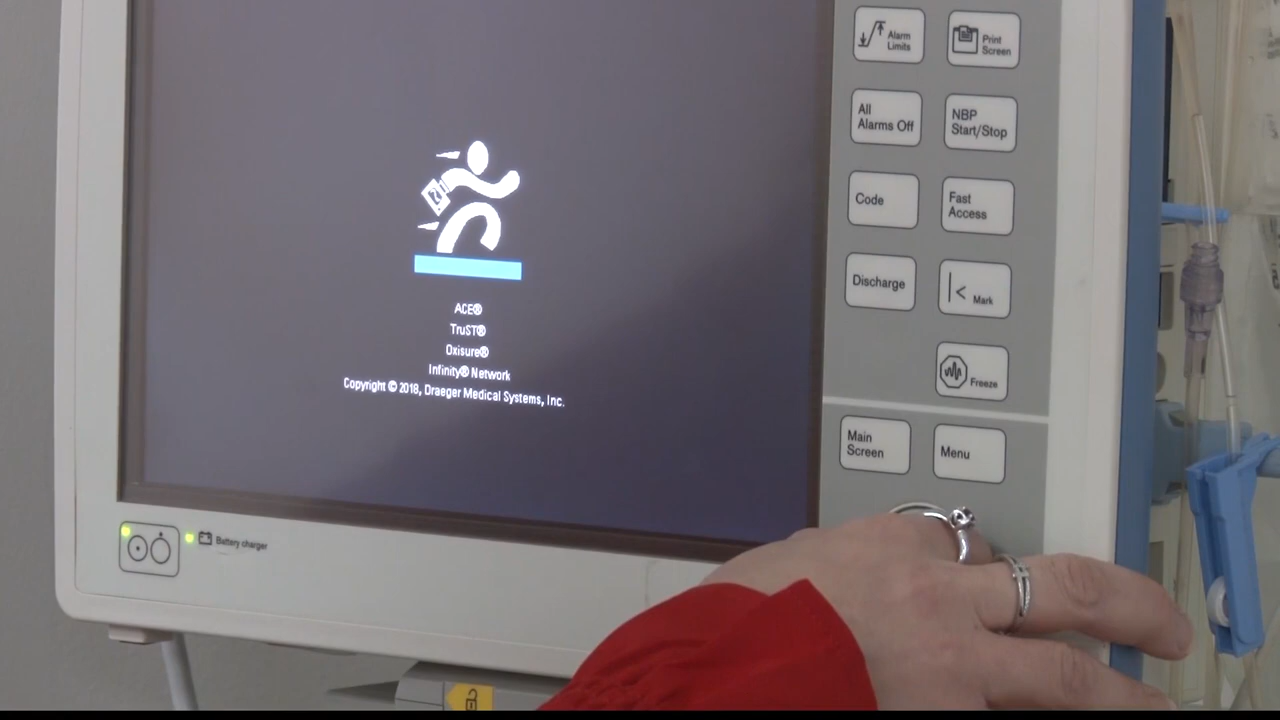 ACE®
TruST®
Oxisure®
Infinity® Network
Copyright © 2018, Draeger Medical Systems, Inc.
Alarm
Limits
Print
Screen
All
Alarms Off
NBP
Start/Stop
Code
Fast
Access
Discharge
Mark
Freeze
Main
Screen
Menu
Battery charger